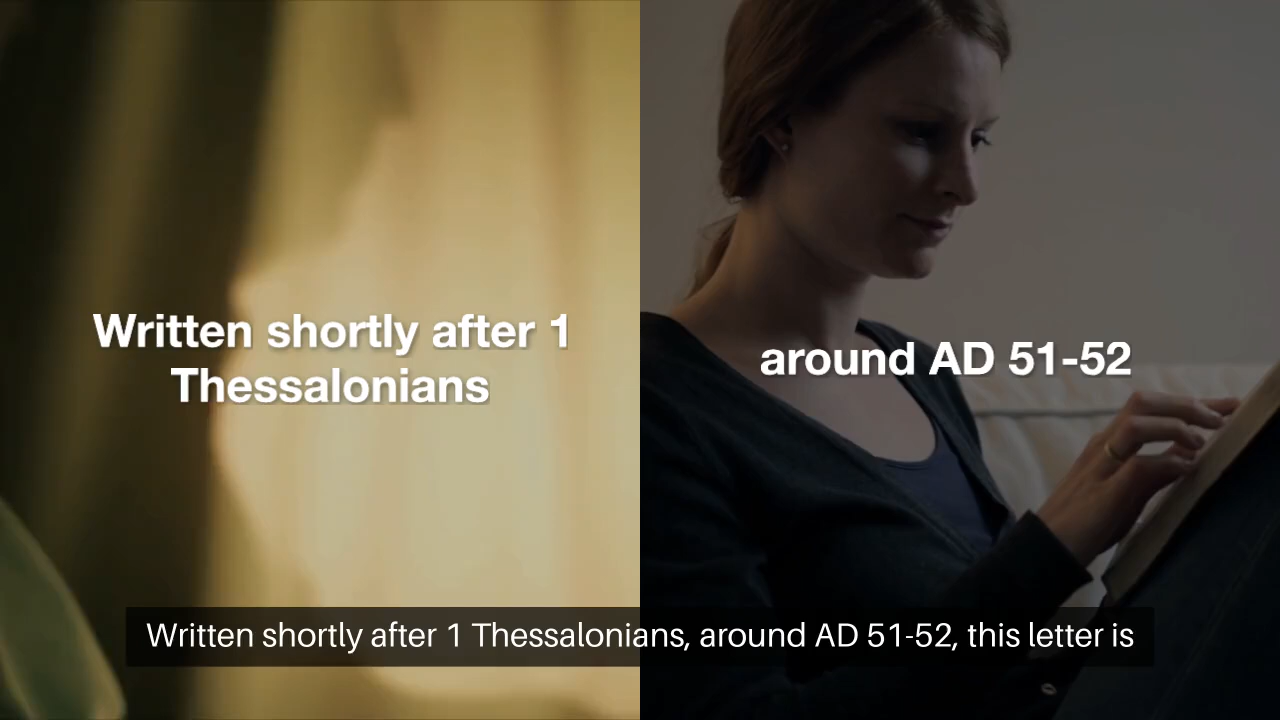 Written shortly after 1
Thessalonians
around AD 51-52
Written shortly after 1 Thessalonians, around AD 51-52, this letter is